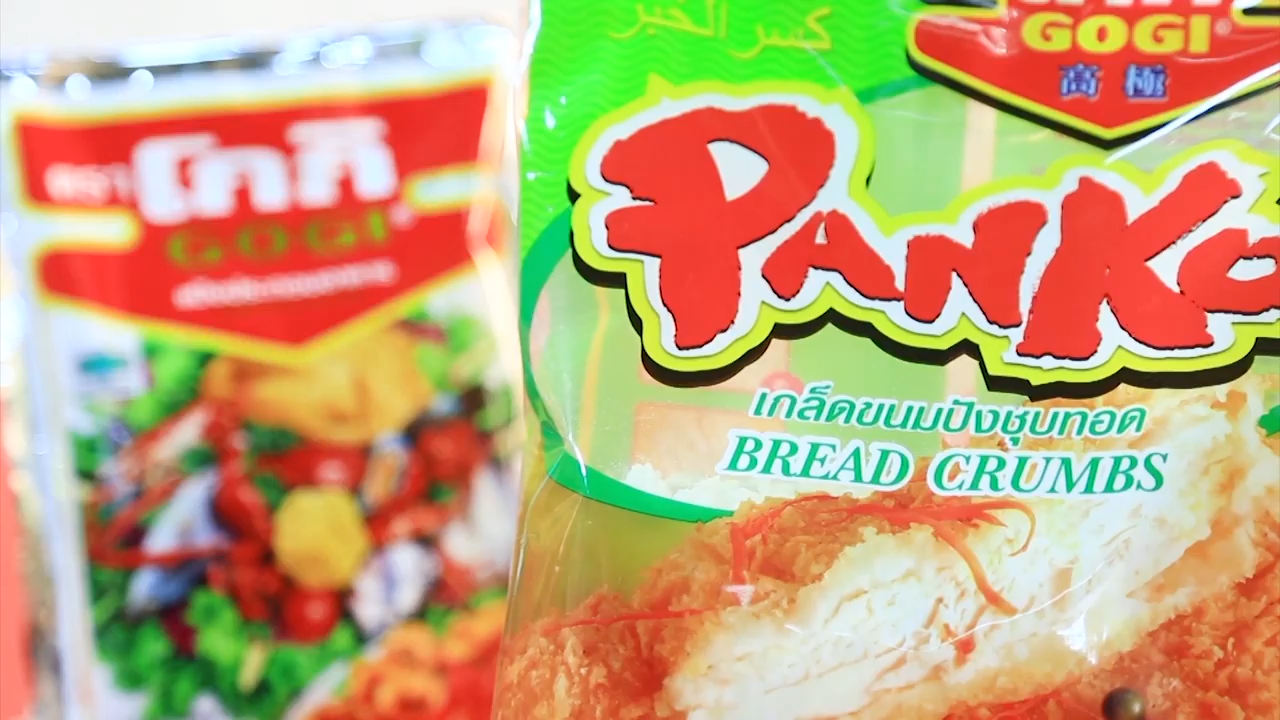 ตรา โกกิ
GOGI
كسر الخبز
GOGI
高極
PANKO
เกล็ดขนมปังชุบทอด
BREAD CRUMBS